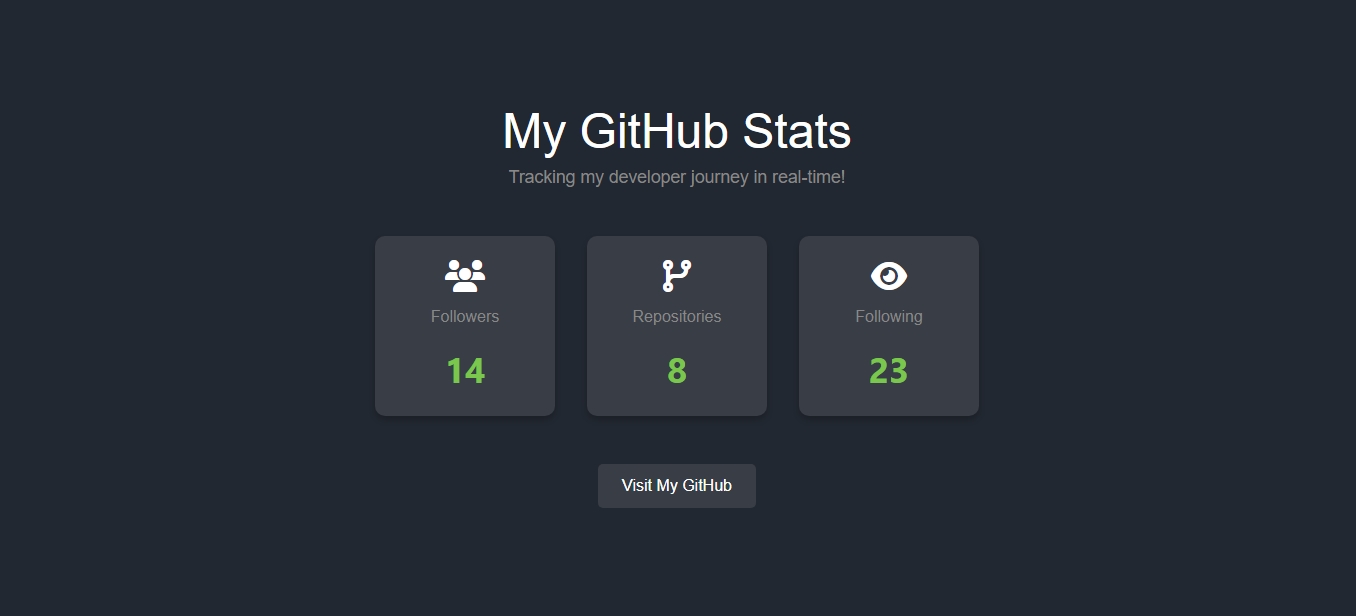 My GitHub Stats
Tracking my developer journey in real-time!
Followers
14
Repositories
8
Following
23
Visit My GitHub